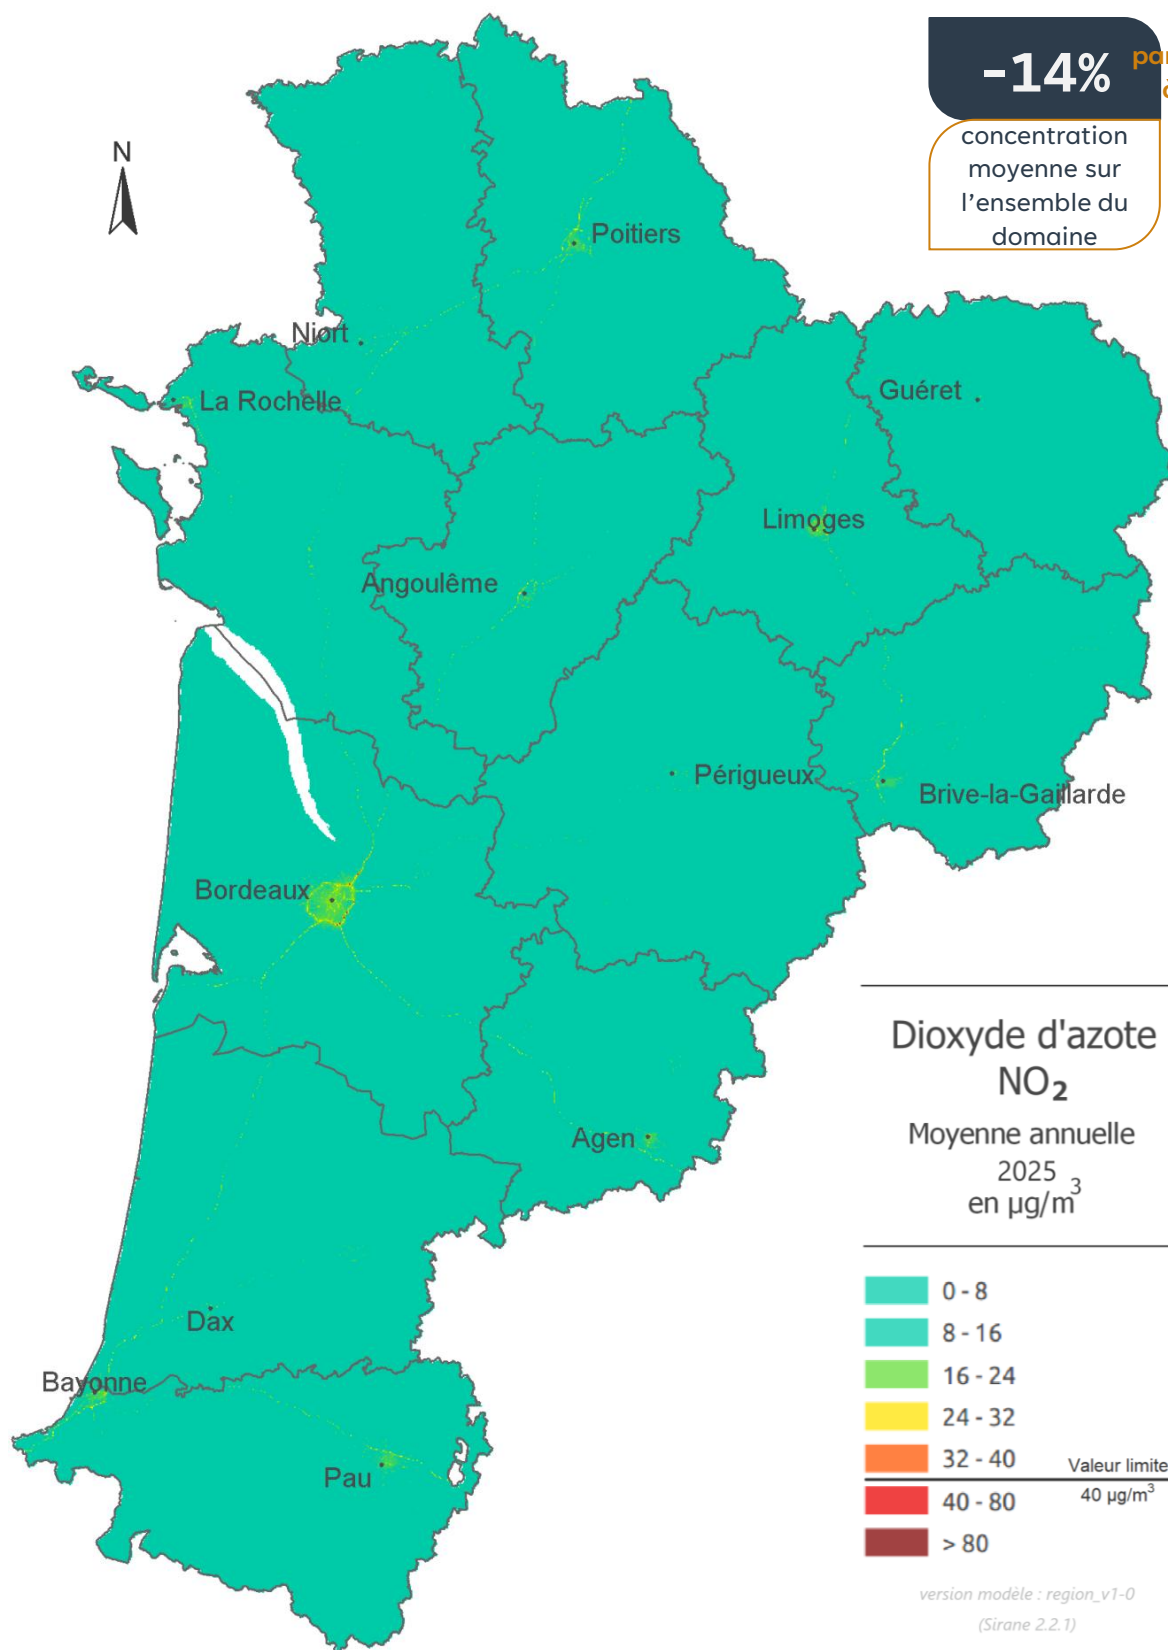 -14%
concentration
moyenne sur
l'ensemble du
domaine
N
Poitiers
Niort
La Rochelle
Guéret
Limoges
Angoulême
Périgueux
Brive-la-Gaillarde
Bordeaux
Agen
Dax
Bayonne
Pau
Dioxyde d'azote
NO₂
Moyenne annuelle
2025
en µg/m³
0 - 8
8 - 16
16 - 24
24 - 32
32 - 40
Valeur limite
40 µg/m³
40 - 80
> 80
version modèle : region_v1-0
(Sirane 2.2.1)